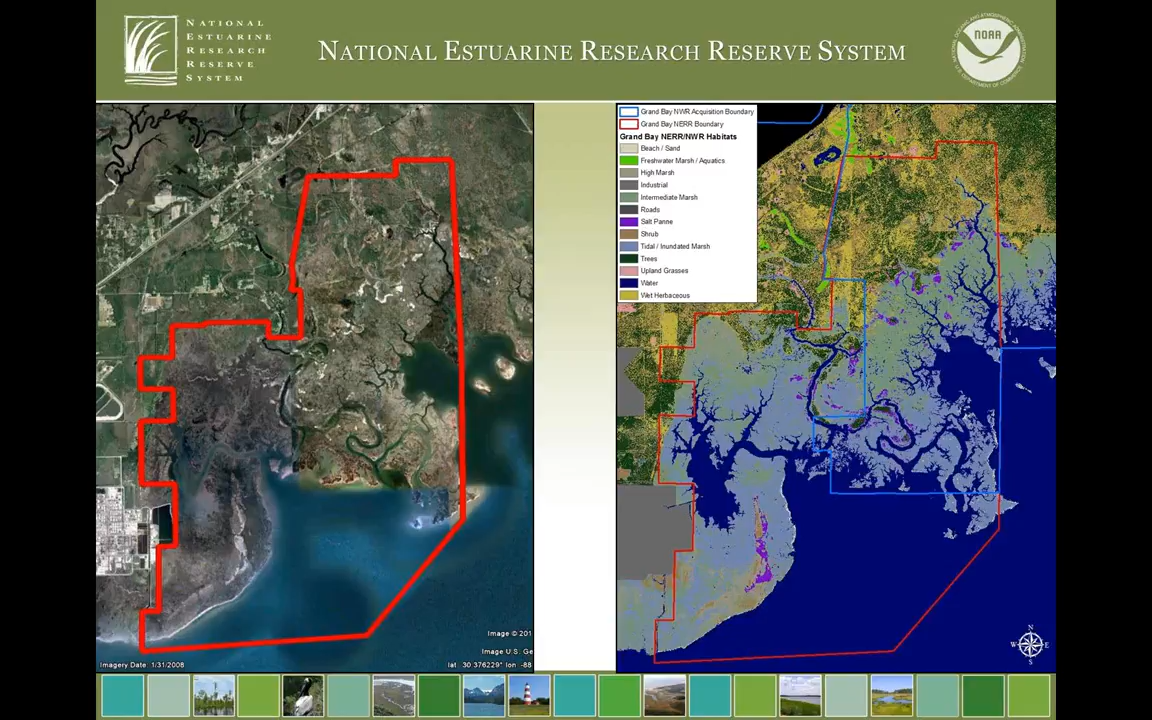 NATIONAL
ESTUARINE
RESEARCH
RESERVE
SYSTEM
NATIONAL ESTUARINE RESEARCH RESERVE SYSTEM
NOAA
Grand Bay NWR Acquisition Boundary
Grand Bay NERR Boundary
Grand Bay NERR/NWR Habitats
Beach / Sand
Freshwater Marsh / Aquatics
High Marsh
Industrial
Intermediate Marsh
Roads
Salt Panne
Shrub
Tidal / Inundated Marsh
Trees
Upland Grasses
Water
Wet Herbaceous
Image © 201
Image U.S. Ge
Imagery Date: 1/31/2008
lat 30.376229° lon -88
N
W
E
S